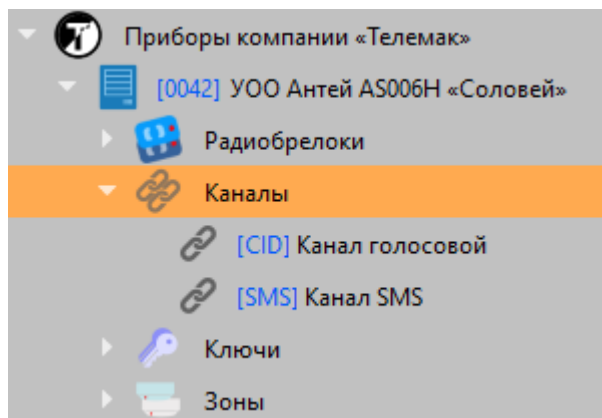 Приборы компании «Телемак»
[0042] УОО Антей AS006H «Соловей»
Радиобрелоки
Каналы
[CID] Канал голосовой
[SMS] Канал SMS
Ключи
Зоны